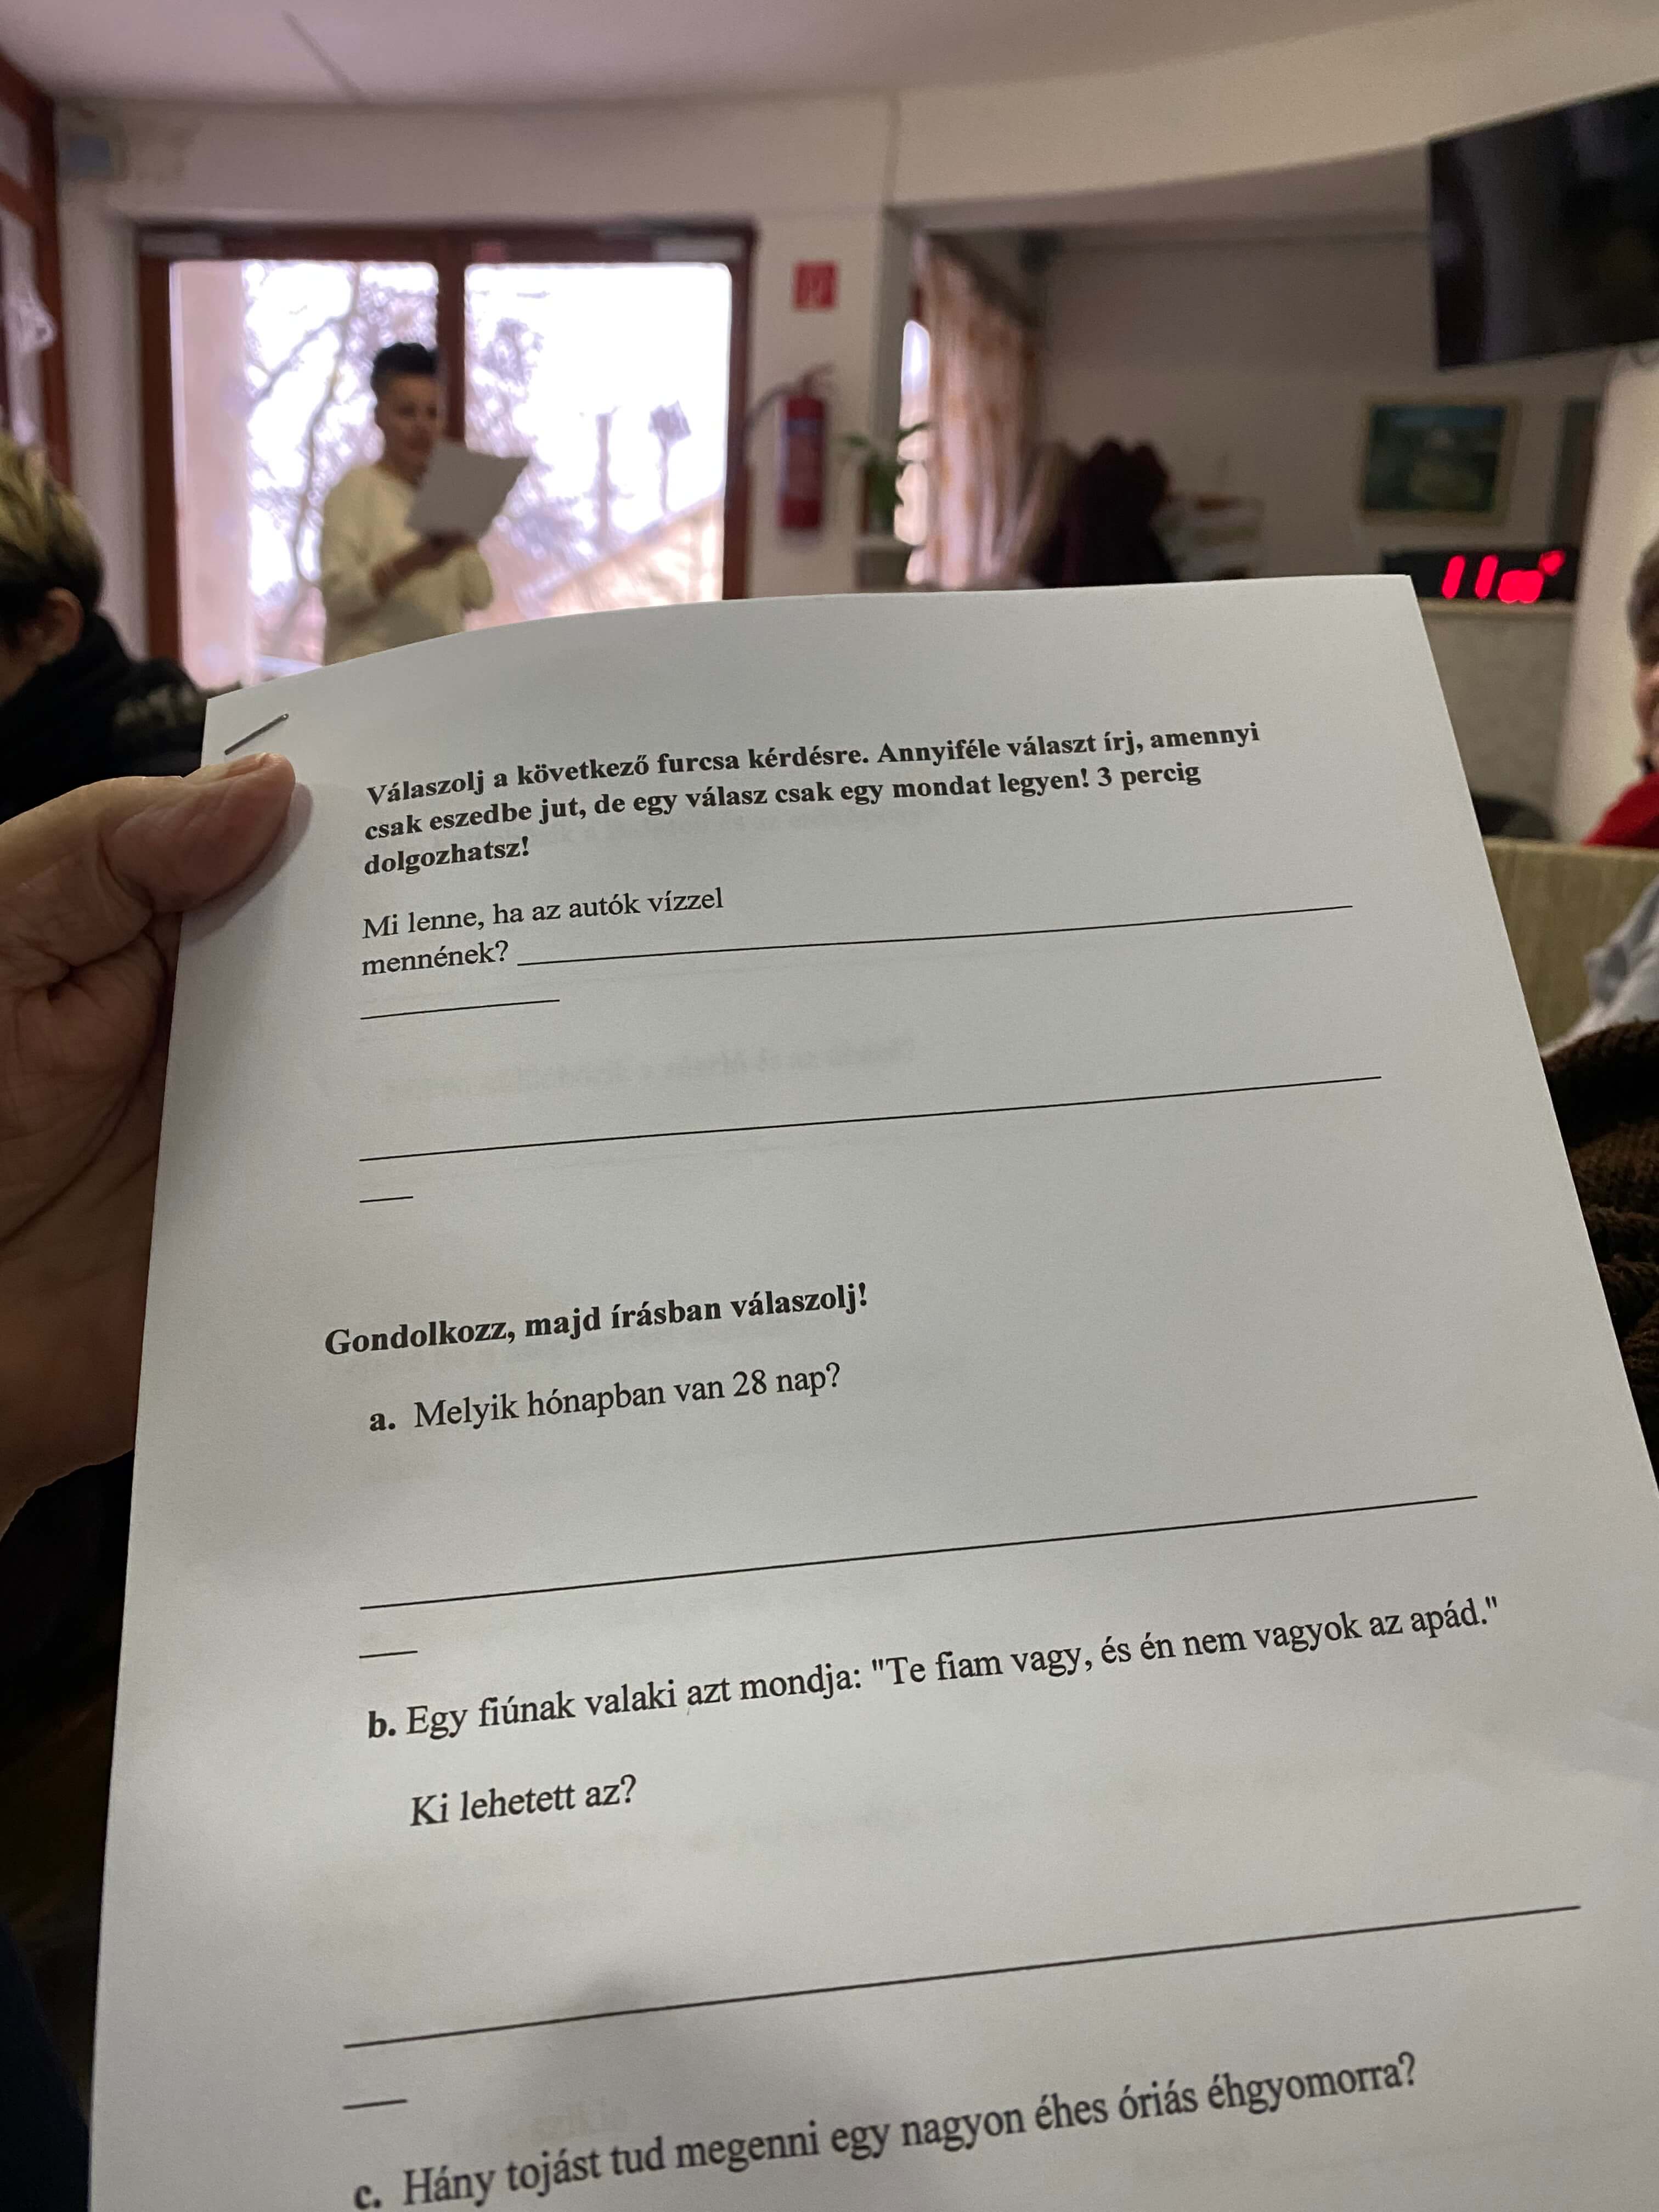 Válaszolj a következő furcsa kérdésre. Annyiféle választ írj, amennyi
csak eszedbe jut, de egy válasz csak egy mondat legyen! 3 percig
dolgozhatsz!
Mi lenne, ha az autók vízzel
mennének?
Gondolkozz, majd írásban válaszolj!
a. Melyik hónapban van 28 nap?
b. Egy fiúnak valaki azt mondja: "Te fiam vagy, és én nem vagyok az apád."
Ki lehetett az?
c. Hány tojást tud megenni egy nagyon éhes óriás éhgyomorra?